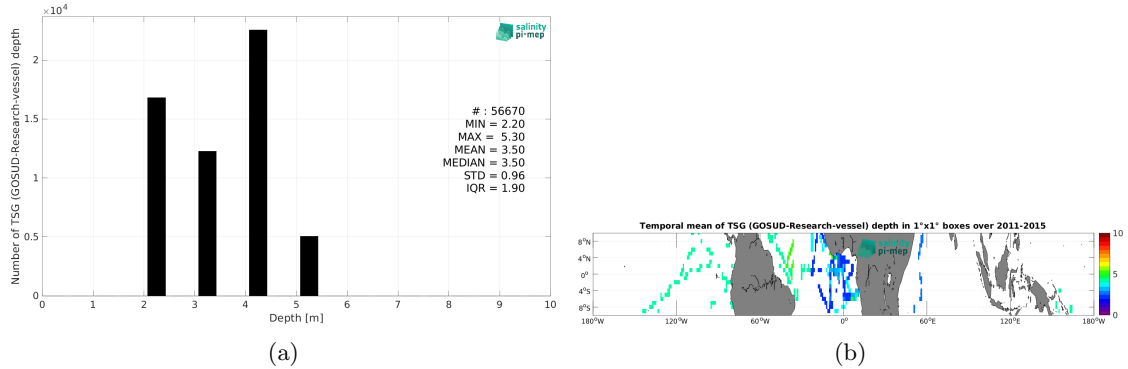 ×10⁴
salinity
pi-mep
2
1.5
1
0.5
0
Number of TSG (GOSUD-Research-vessel) depth
# : 56670
MIN = 2.20
MAX = 5.30
MEAN = 3.50
MEDIAN = 3.50
STD = 0.96
IQR = 1.90
0 1 2 3 4 5 6 7 8 9 10
Depth [m]
(a)
Temporal mean of TSG (GOSUD-Research-vessel) depth in 1°x1° boxes over 2011-2015
salinity
pi-mep
8°N
4°N
0°
4°S
8°S
180°W 120°W 60°W 0° 60°E 120°E 180°W
10
5
0
(b)